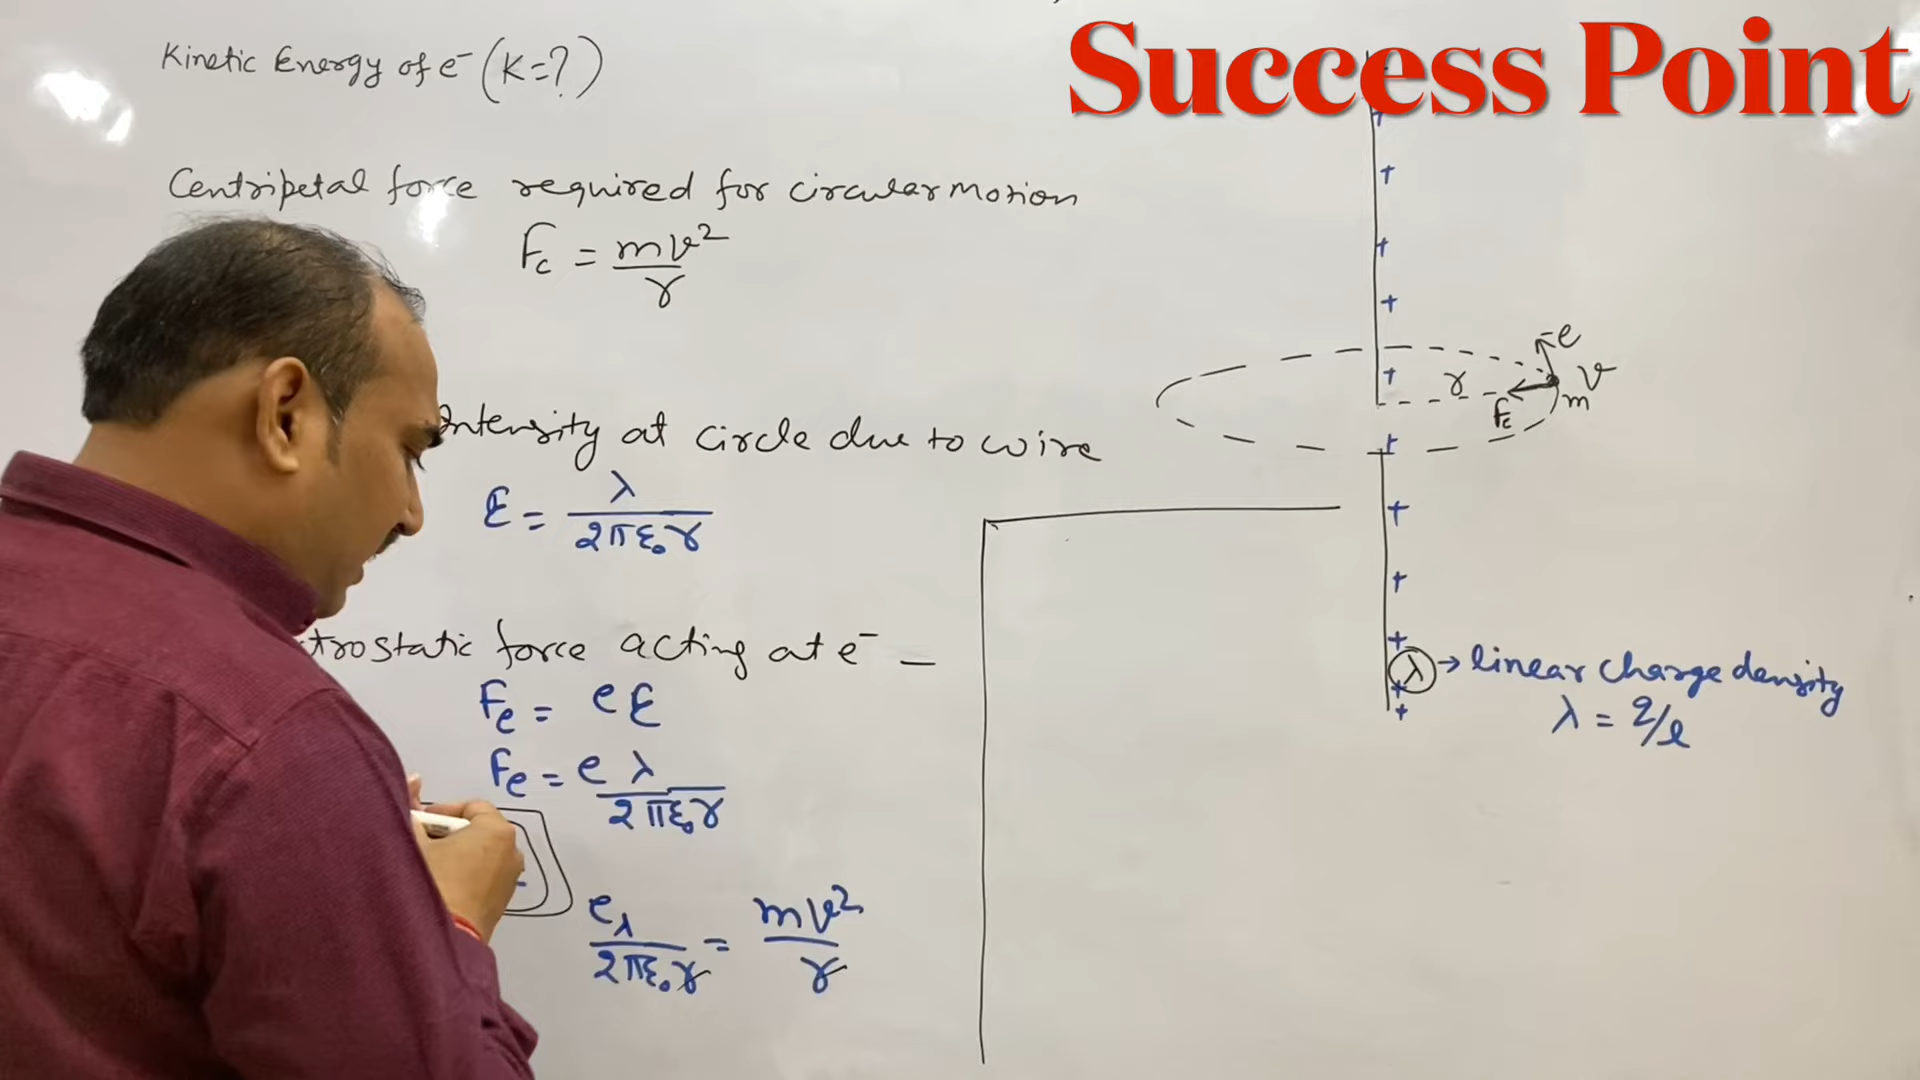 Success Point
Kinetic Energy of e⁻ (K=?)
Centripetal force required for circular motion
F_c = mv²/r
Intensity at circle due to wire
E = λ/2πε₀r
trostatic force acting at e⁻ –
F_e = eE
F_e = eλ/2πε₀r
eλ/2πε₀r = mv²/r
-e
r
v
F_c
m
λ → linear charge density
λ = q/l